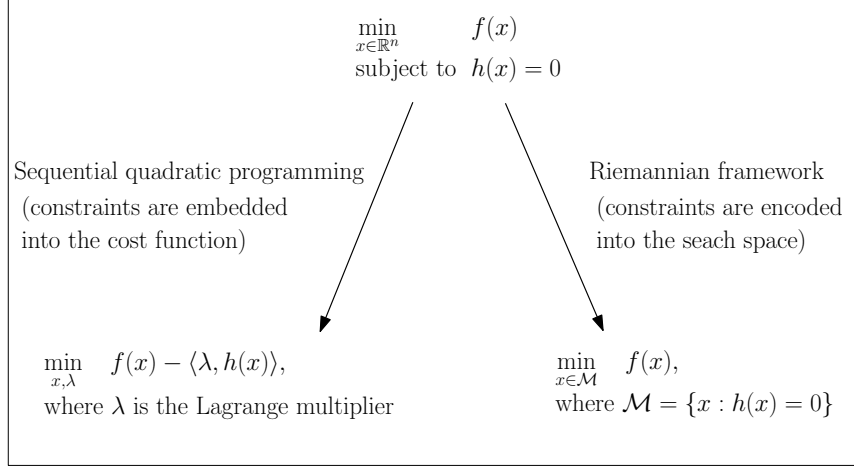 min f(x)
x∈ℝⁿ
subject to h(x) = 0
Sequential quadratic programming
(constraints are embedded
into the cost function)
Riemannian framework
(constraints are encoded
into the seach space)
min f(x) − ⟨λ, h(x)⟩,
x,λ
where λ is the Lagrange multiplier
min f(x),
x∈ℳ
where ℳ = {x : h(x) = 0}